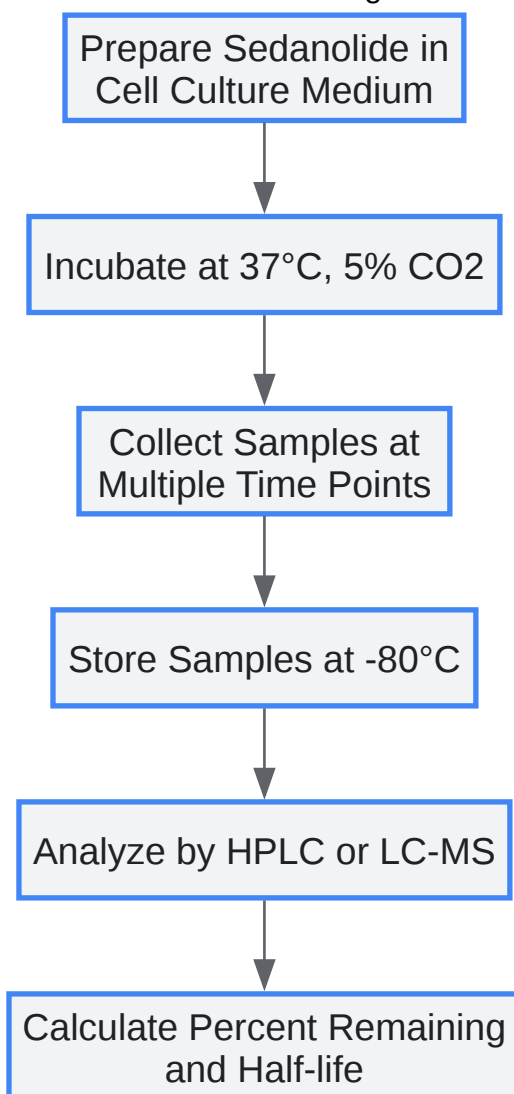 Prepare Sedanolide in
Cell Culture Medium
Incubate at 37°C, 5% CO2
Collect Samples at
Multiple Time Points
Store Samples at -80°C
Analyze by HPLC or LC-MS
Calculate Percent Remaining
and Half-life